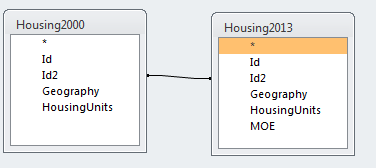 Housing2000
*
Id
Id2
Geography
HousingUnits
Housing2013
*
Id
Id2
Geography
HousingUnits
MOE